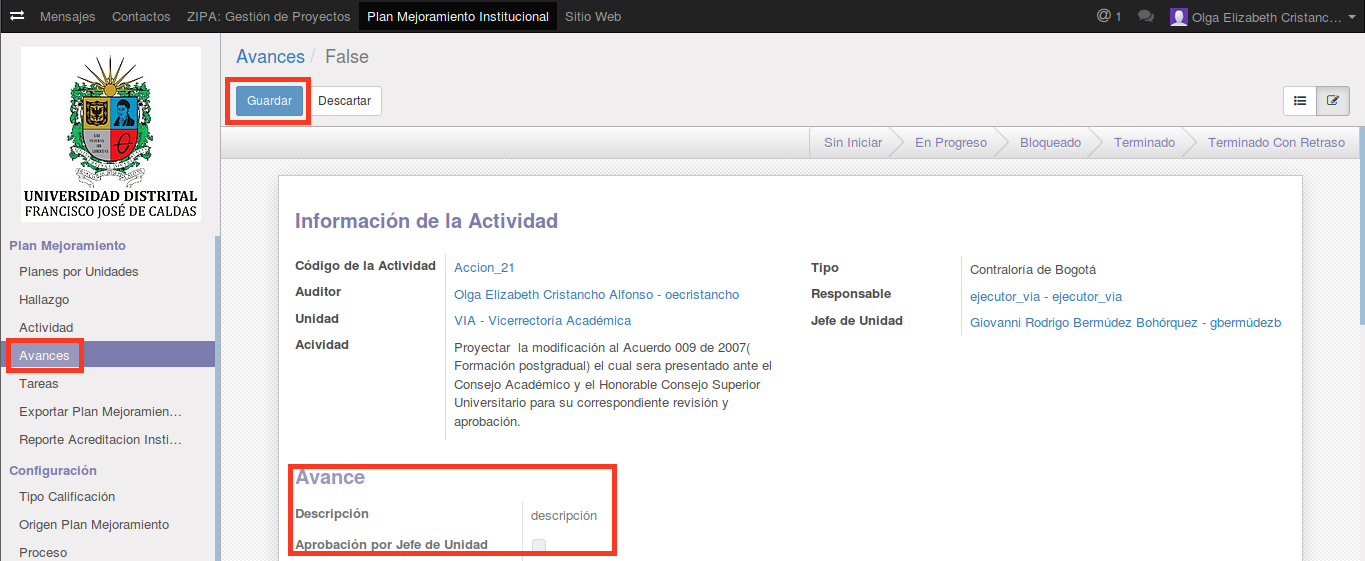 Mensajes Contactos ZIPA: Gestión de Proyectos Plan Mejoramiento Institucional Sitio Web @ 1 Olga Elizabeth Cristanc…
UNIVERSIDAD DISTRITAL
FRANCISCO JOSÉ DE CALDAS
Plan Mejoramiento
Planes por Unidades
Hallazgo
Actividad
Avances
Tareas
Exportar Plan Mejoramien…
Reporte Acreditacion Insti…
Configuración
Tipo Calificación
Origen Plan Mejoramiento
Proceso
Avances / False
Guardar Descartar
Sin Iniciar En Progreso Bloqueado Terminado Terminado Con Retraso
Información de la Actividad
Código de la Actividad Accion_21
Auditor Olga Elizabeth Cristancho Alfonso - oecristancho
Unidad VIA - Vicerrectoría Académica
Acividad Proyectar la modificación al Acuerdo 009 de 2007(
Formación postgradual) el cual sera presentado ante el
Consejo Académico y el Honorable Consejo Superior
Universitario para su correspondiente revisión y
aprobación.
Tipo Contraloría de Bogotá
Responsable ejecutor_via - ejecutor_via
Jefe de Unidad Giovanni Rodrigo Bermúdez Bohórquez - gbermúdezb
Avance
Descripción descripción
Aprobación por Jefe de Unidad